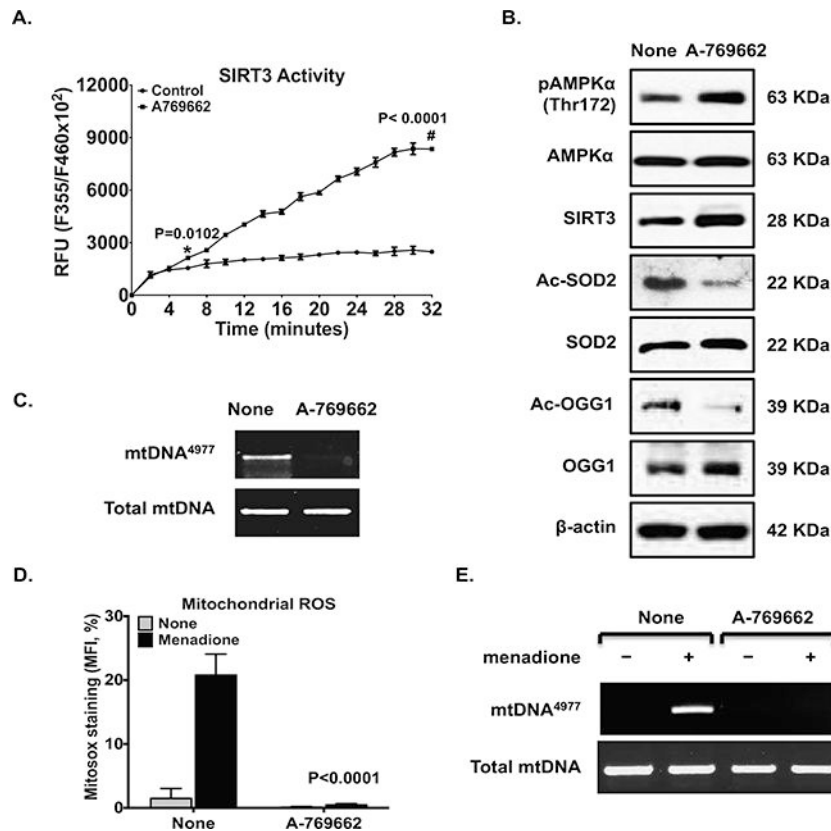 A.
SIRT3 Activity
Control
A769662
P< 0.0001
#
P=0.0102
*
RFU (F355/F460x10²)
12000
9000
6000
3000
0
0 4 8 12 16 20 24 28 32
Time (minutes)
B.
None A-769662
pAMPKα
(Thr172)
63 KDa
AMPKα 63 KDa
SIRT3 28 KDa
Ac-SOD2 22 KDa
SOD2 22 KDa
Ac-OGG1 39 KDa
OGG1 39 KDa
β-actin 42 KDa
C.
None A-769662
mtDNA⁴⁹⁷⁷
Total mtDNA
D.
Mitochondrial ROS
None
Menadione
Mitosox staining (MFI, %)
30
20
10
0
P<0.0001
None A-769662
E.
None A-769662
menadione − + − +
mtDNA⁴⁹⁷⁷
Total mtDNA